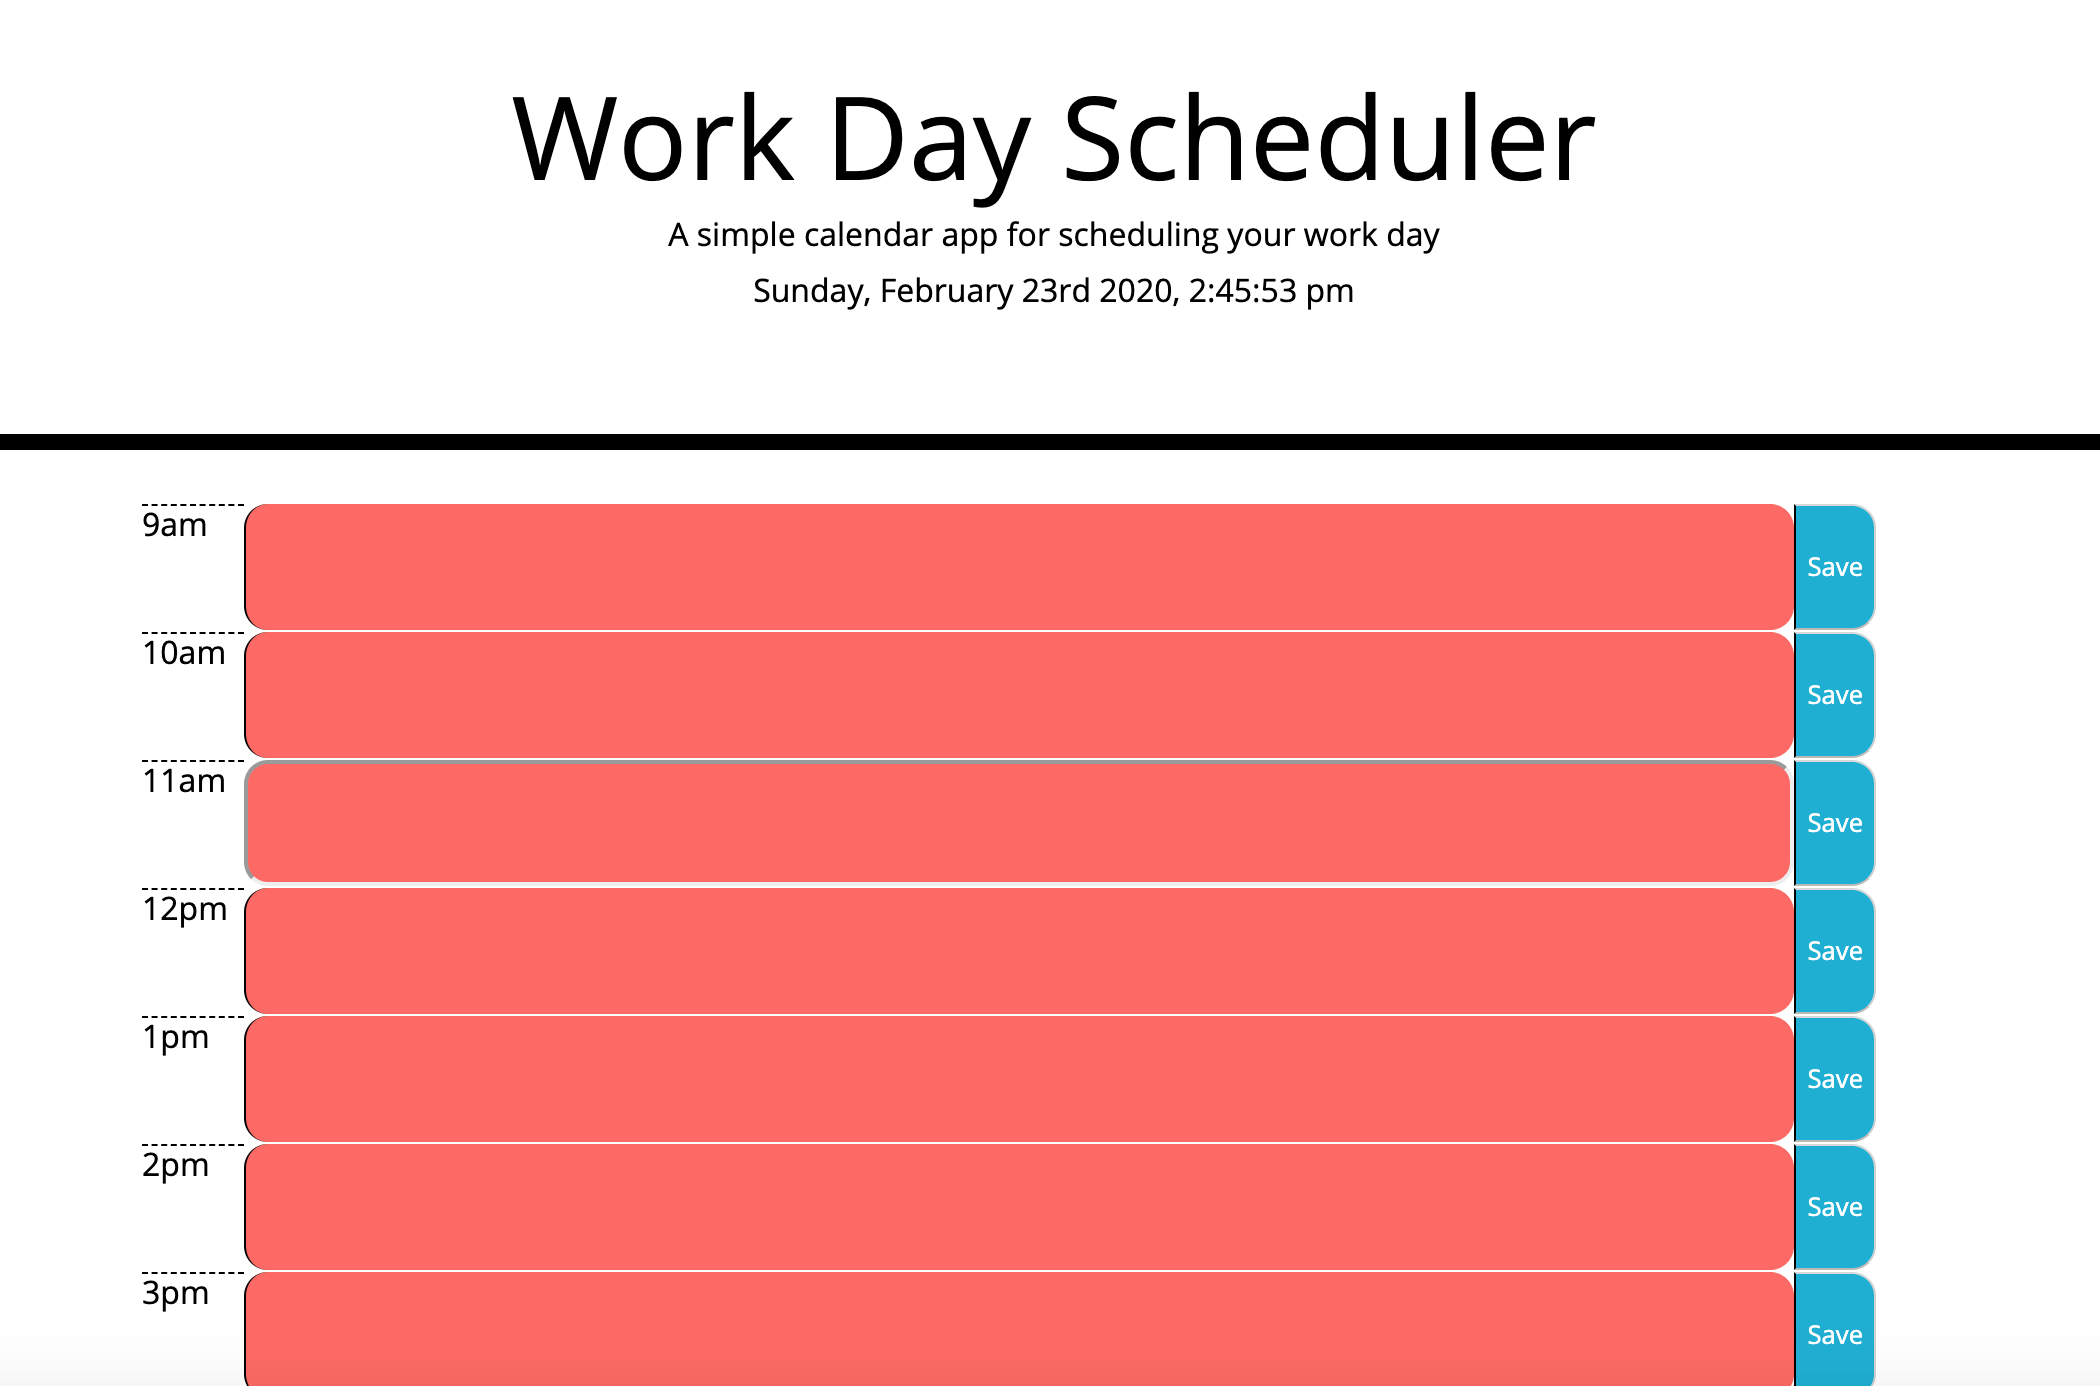 Work Day Scheduler
A simple calendar app for scheduling your work day
Sunday, February 23rd 2020, 2:45:53 pm
9am
Save
10am
Save
11am
Save
12pm
Save
1pm
Save
2pm
Save
3pm
Save